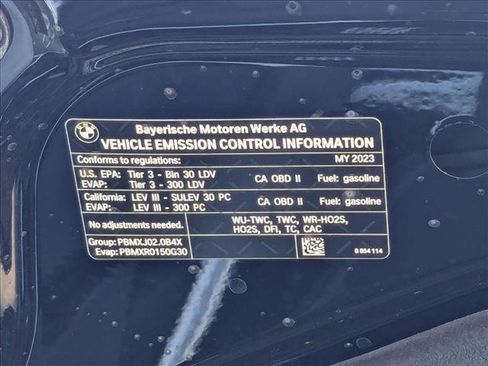 BMW
Bayerische Motoren Werke AG
VEHICLE EMISSION CONTROL INFORMATION
Conforms to regulations: MY 2023
U.S. EPA: Tier 3 - Bin 30 LDV CA OBD II Fuel: gasoline
EVAP: Tier 3 - 300 LDV
California: LEV III - SULEV 30 PC CA OBD II Fuel: gasoline
EVAP: LEV III - 300 PC
No adjustments needed. WU-TWC, TWC, WR-HO2S,
HO2S, DFI, TC, CAC
Group: PBMXJ02.0B4X
Evap: PBMXR0150G30
8 854 114